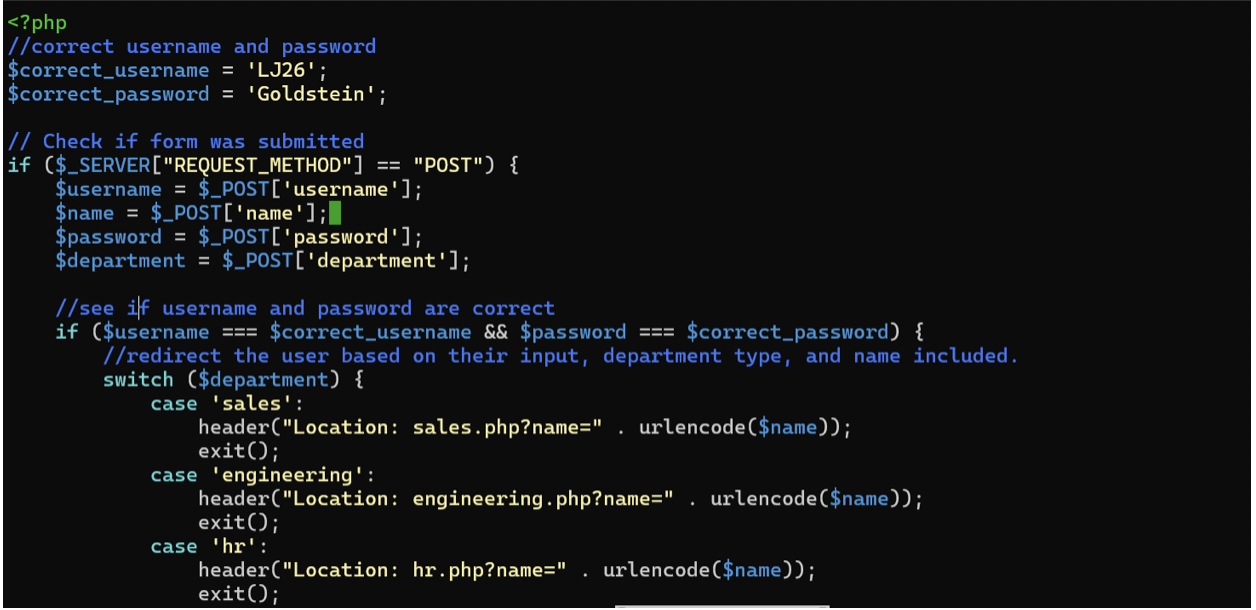 <?php
//correct username and password
$correct_username = 'LJ26';
$correct_password = 'Goldstein';

// Check if form was submitted
if ($_SERVER["REQUEST_METHOD"] == "POST") {
    $username = $_POST['username'];
    $name = $_POST['name'];
    $password = $_POST['password'];
    $department = $_POST['department'];

    //see if username and password are correct
    if ($username === $correct_username && $password === $correct_password) {
        //redirect the user based on their input, department type, and name included.
        switch ($department) {
            case 'sales':
                header("Location: sales.php?name=" . urlencode($name));
                exit();
            case 'engineering':
                header("Location: engineering.php?name=" . urlencode($name));
                exit();
            case 'hr':
                header("Location: hr.php?name=" . urlencode($name));
                exit();